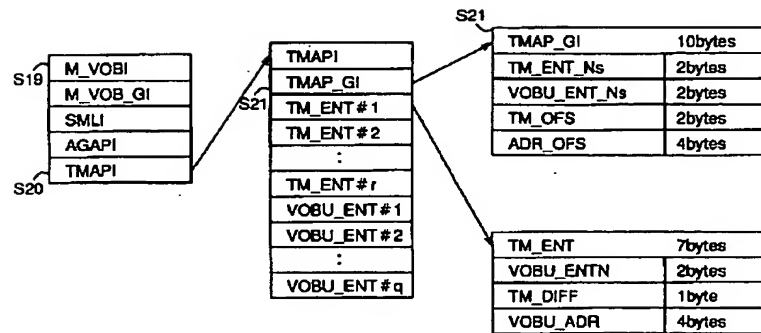 S19
M_VOBI
M_VOB_GI
SMLI
AGAPI
TMAPI
S20
TMAPI
TMAP_GI
S21
TM_ENT#1
TM_ENT#2
:
TM_ENT#r
VOBU_ENT#1
VOBU_ENT#2
:
VOBU_ENT#q
S21
TMAP_GI 10bytes
TM_ENT_Ns 2bytes
VOBU_ENT_Ns 2bytes
TM_OFS 2bytes
ADR_OFS 4bytes
TM_ENT 7bytes
VOBU_ENTN 2bytes
TM_DIFF 1byte
VOBU_ADR 4bytes